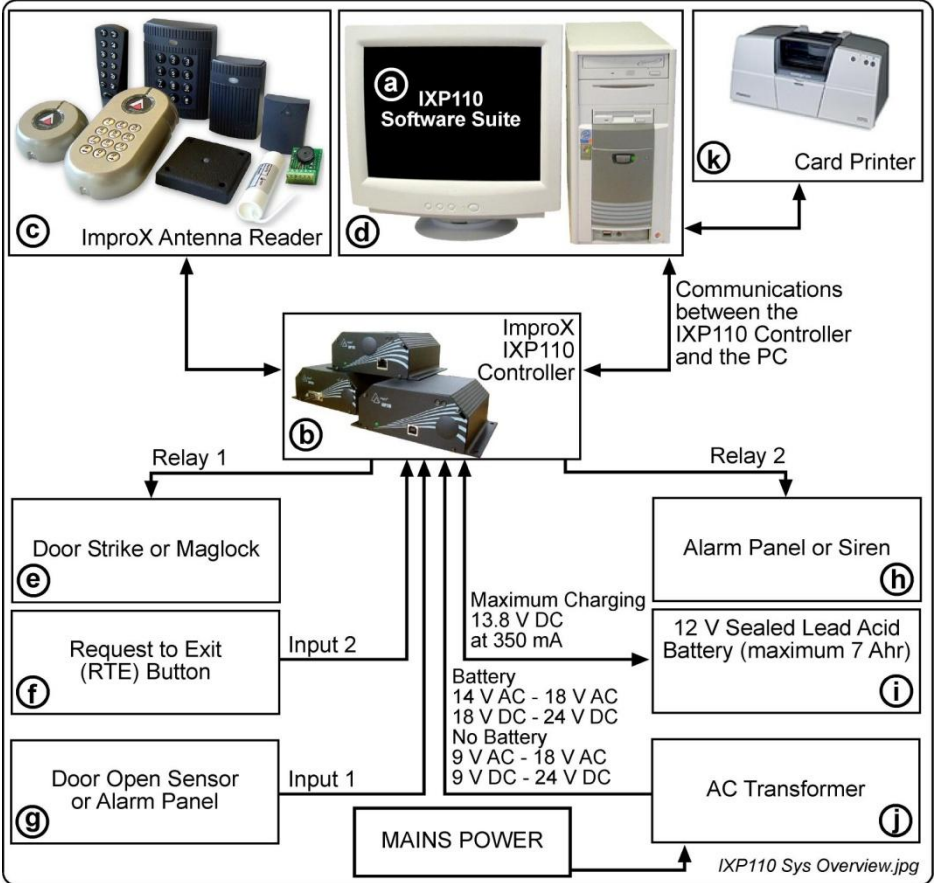 a
IXP110
Software Suite
c
ImproX Antenna Reader
d
k
Card Printer
Communications
between the
IXP110 Controller
and the PC
ImproX
IXP110
Controller
b
Relay 1
Relay 2
Door Strike or Maglock
e
Alarm Panel or Siren
h
Request to Exit
(RTE) Button
f
Input 2
Maximum Charging
13.8 V DC
at 350 mA
12 V Sealed Lead Acid
Battery (maximum 7 Ahr)
i
Battery
14 V AC - 18 V AC
18 V DC - 24 V DC
No Battery
9 V AC - 18 V AC
9 V DC - 24 V DC
Door Open Sensor
or Alarm Panel
g
Input 1
AC Transformer
j
MAINS POWER
IXP110 Sys Overview.jpg